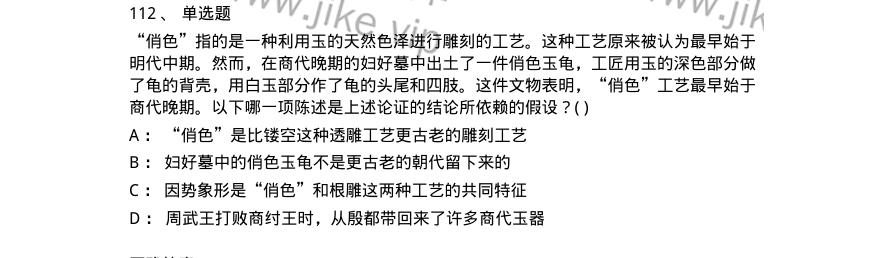 www.jike.vip
www.jik
112 、 单选题
“俏色”指的是一种利用玉的天然色泽进行雕刻的工艺。这种工艺原来被认为最早始于
明代中期。然而，在商代晚期的妇好墓中出土了一件俏色玉龟，工匠用玉的深色部分做
了龟的背壳，用白玉部分作了龟的头尾和四肢。这件文物表明，“俏色”工艺最早始于
商代晚期。以下哪一项陈述是上述论证的结论所依赖的假设？( )
A ： “俏色”是比镂空这种透雕工艺更古老的雕刻工艺
B ： 妇好墓中的俏色玉龟不是更古老的朝代留下来的
C ： 因势象形是“俏色”和根雕这两种工艺的共同特征
D ： 周武王打败商纣王时，从殷都带回来了许多商代玉器